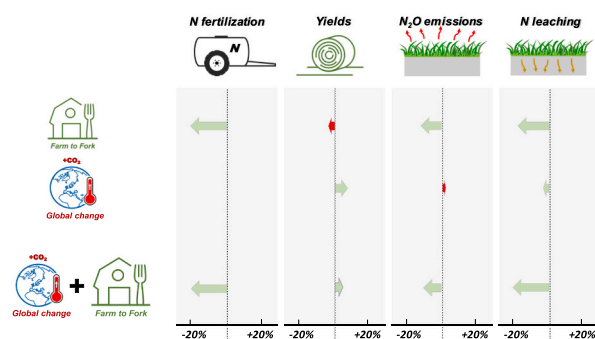 N fertilization Yields N₂O emissions N leaching
N
Farm to Fork
+CO₂
Global change
+CO₂
+
Global change Farm to Fork
-20% +20% -20% +20% -20% +20% -20% +20%